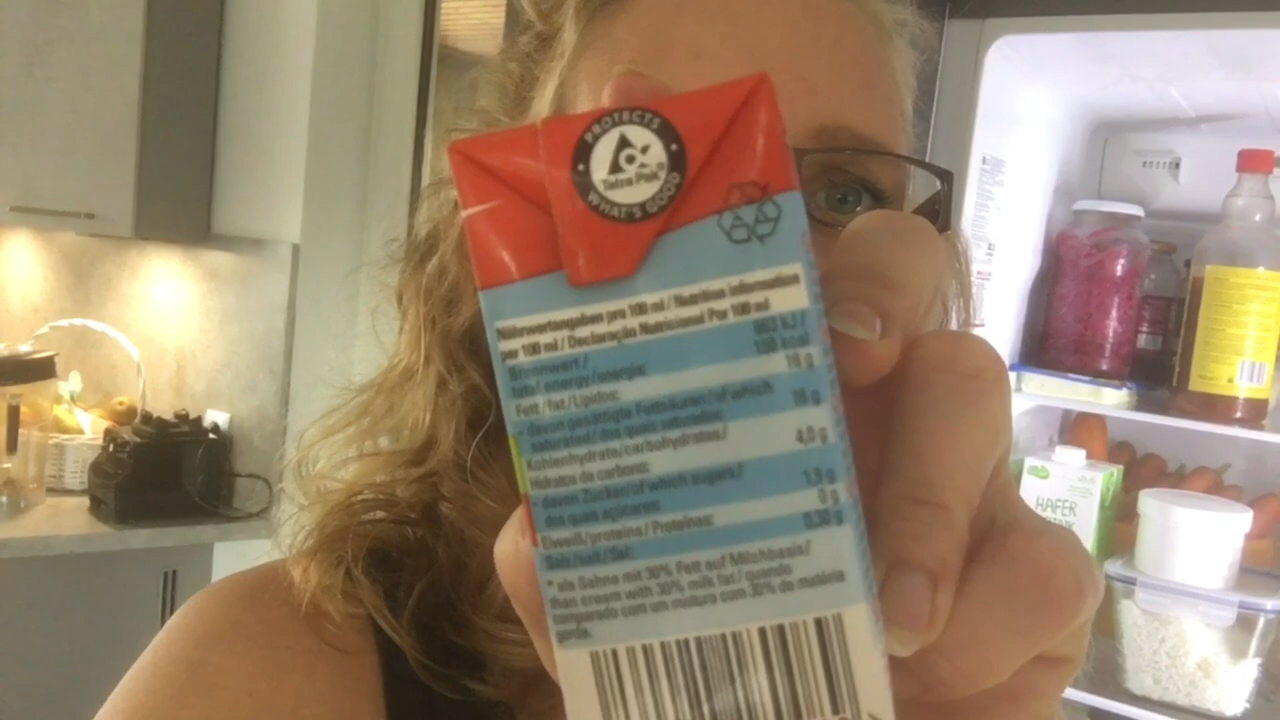 PROTECTS
Tetra Pak®
WHAT'S GOOD
Nährwertangaben pro 100 ml / Nutrition information
per 100 ml / Declaração Nutricional Por 100 ml
Brennwert /
energy/energia:
kJ /
kcal
Fett/fat/Lípidos:
- davon gesättigte Fettsäuren/of which
saturated/dos quais saturados:
Kohlenhydrate/carbohydrates/
Hidratos de carbono:
4,0 g
- davon Zucker/of which sugars/
dos quais açúcares:
1,9 g
Eiweiß/proteins/Proteínas:
0 g
Salz/salt/Sal:
0,30 g
* als Sahne mit 30% Fett auf Milchbasis/
than cream with 30% milk fat/quando
comparado com um mistura com 30% de matéria
gorda.
HAFER